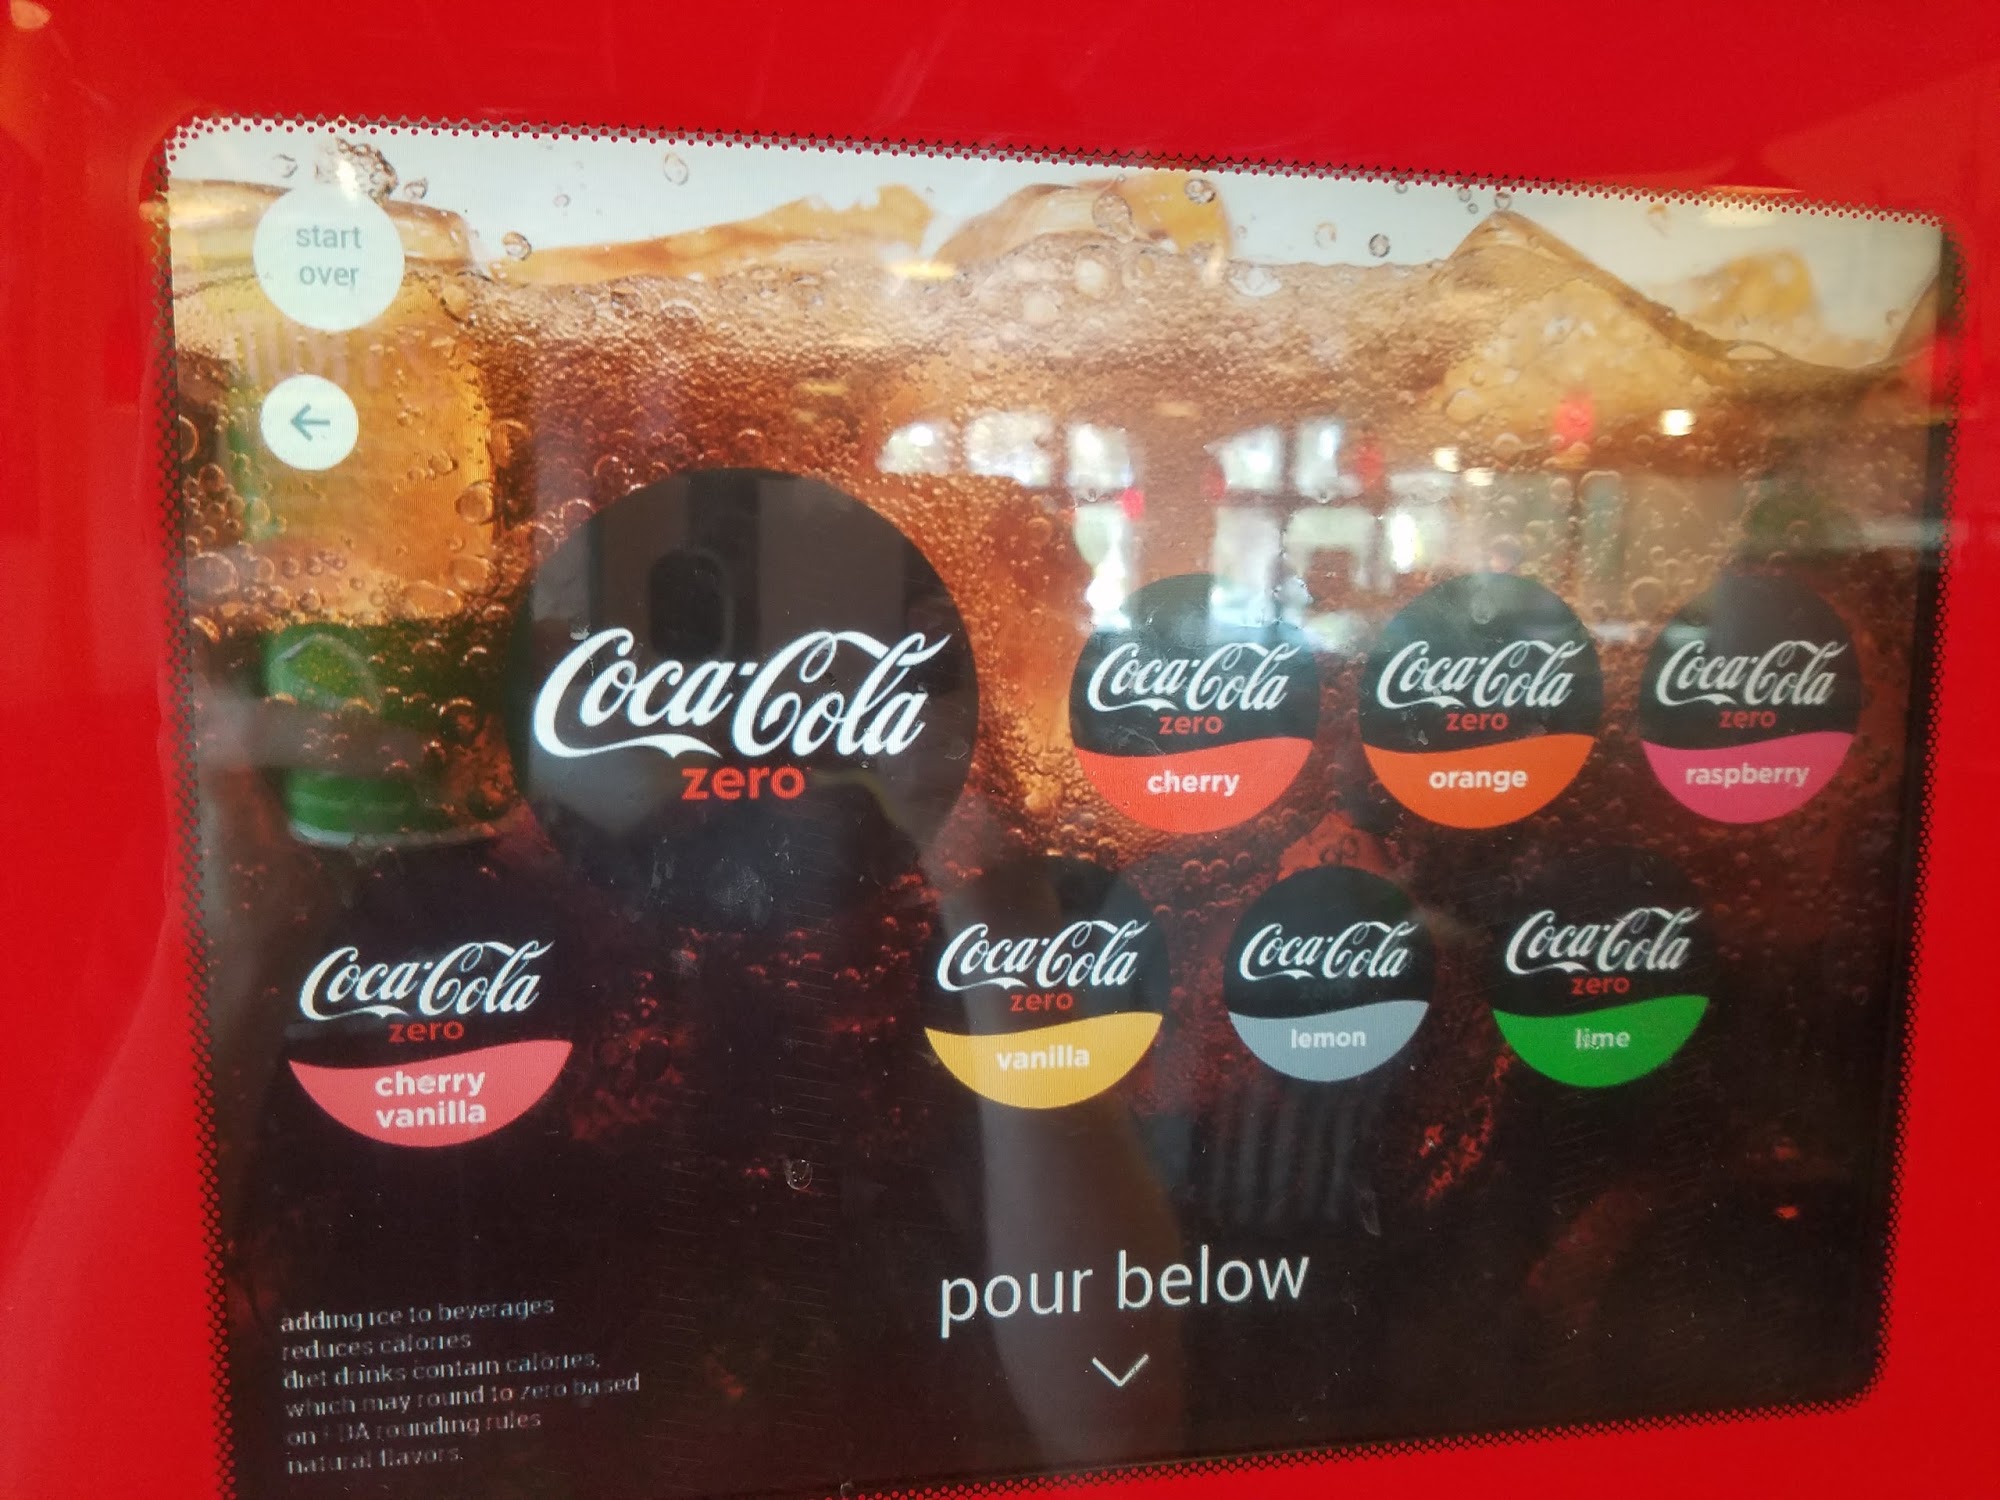 start
over
Coca-Cola
zero
Coca-Cola
zero
cherry
Coca-Cola
zero
orange
Coca-Cola
zero
raspberry
Coca-Cola
zero
cherry
vanilla
Coca-Cola
zero
vanilla
Coca-Cola
lemon
Coca-Cola
zero
lime
pour below
adding ice to beverages
reduces calories
diet drinks contain calories,
which may round to zero based
on FDA rounding rules
natural flavors.